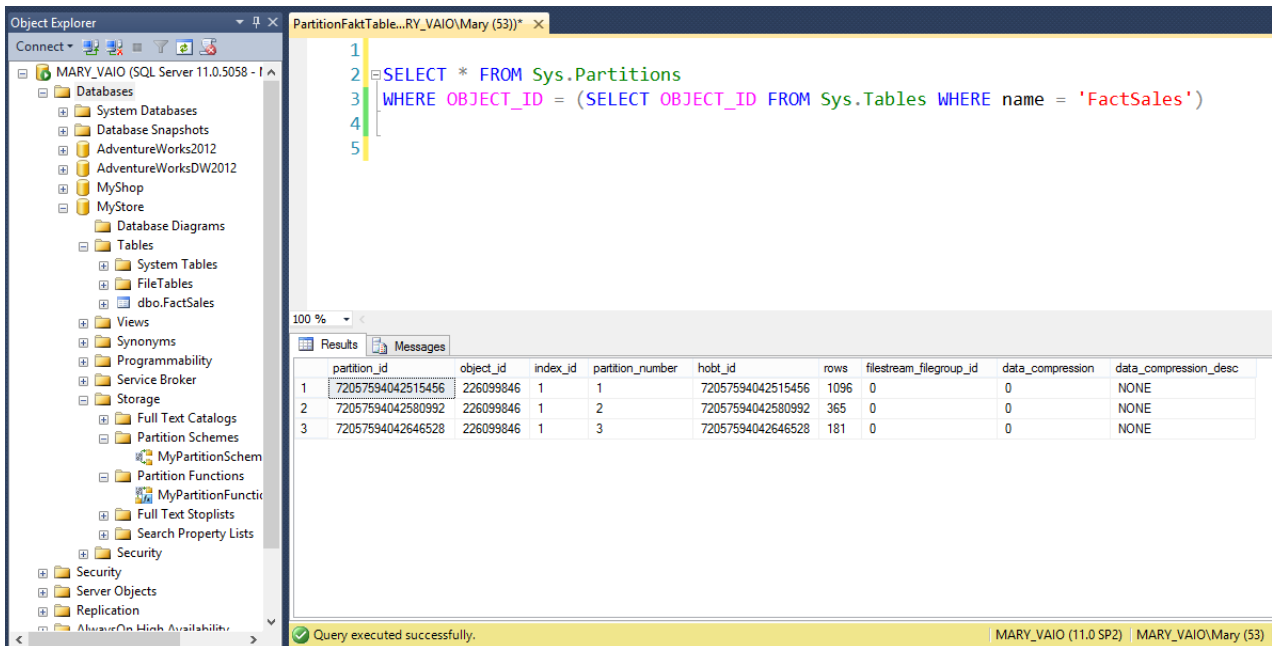 Object Explorer
Connect
MARY_VAIO (SQL Server 11.0.5058 -
Databases
System Databases
Database Snapshots
AdventureWorks2012
AdventureWorksDW2012
MyShop
MyStore
Database Diagrams
Tables
System Tables
FileTables
dbo.FactSales
Views
Synonyms
Programmability
Service Broker
Storage
Full Text Catalogs
Partition Schemes
MyPartitionSchem
Partition Functions
MyPartitionFunctic
Full Text Stoplists
Search Property Lists
Security
Security
Server Objects
Replication
AlwaysOn High Availability
PartitionFaktTable...RY_VAIO\Mary (53))*
1
2 SELECT * FROM Sys.Partitions
3 WHERE OBJECT_ID = (SELECT OBJECT_ID FROM Sys.Tables WHERE name = 'FactSales')
4
5
100 %
Results Messages
partition_id object_id index_id partition_number hobt_id rows filestream_filegroup_id data_compression data_compression_desc
1 72057594042515456 226099846 1 1 72057594042515456 1096 0 0 NONE
2 72057594042580992 226099846 1 2 72057594042580992 365 0 0 NONE
3 72057594042646528 226099846 1 3 72057594042646528 181 0 0 NONE
Query executed successfully. MARY_VAIO (11.0 SP2) MARY_VAIO\Mary (53)